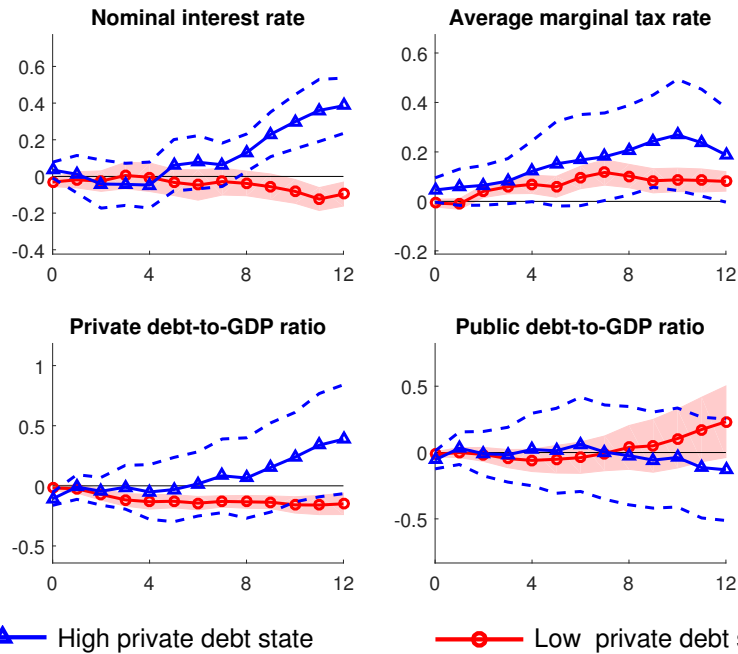 Nominal interest rate
0.6
0.4
0.2
0
-0.2
-0.4
0 4 8 12
Average marginal tax rate
0.6
0.4
0.2
0
-0.2
0 4 8 12
Private debt-to-GDP ratio
1
0.5
0
-0.5
0 4 8 12
Public debt-to-GDP ratio
0.5
0
-0.5
0 4 8 12
High private debt state
Low private debt s